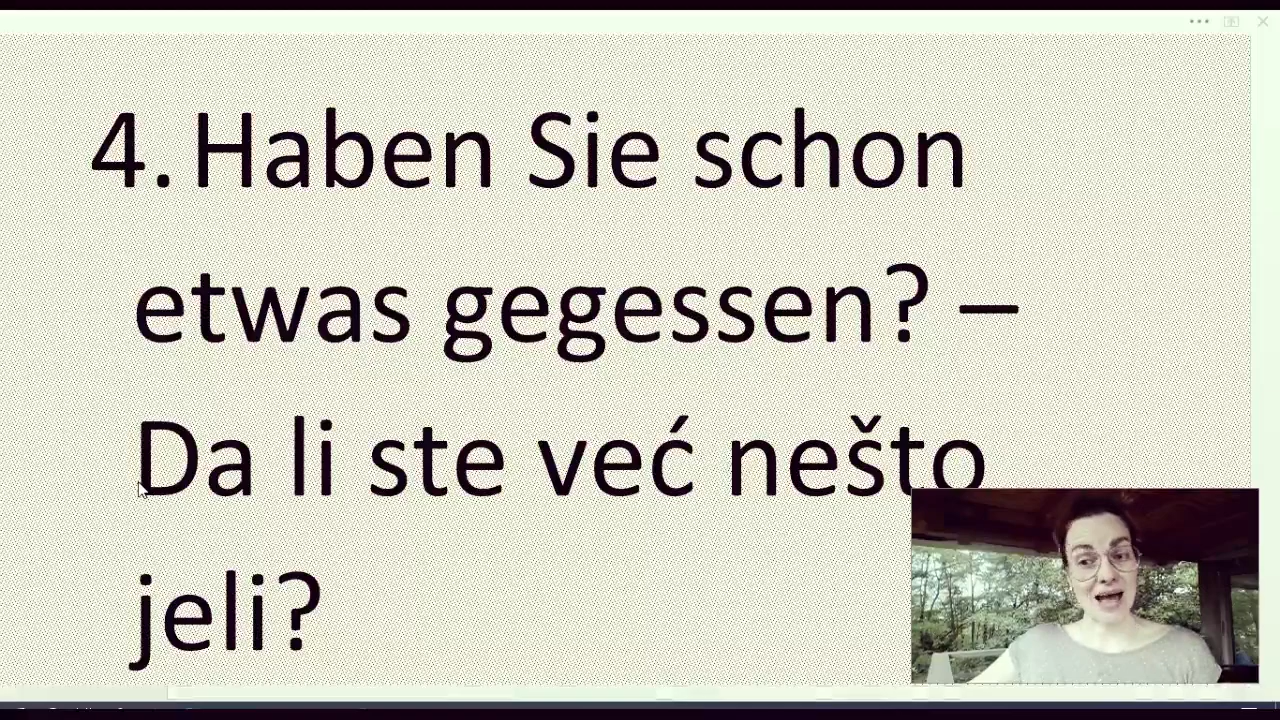 4. Haben Sie schon
etwas gegessen? –
Da li ste već nešto
jeli?